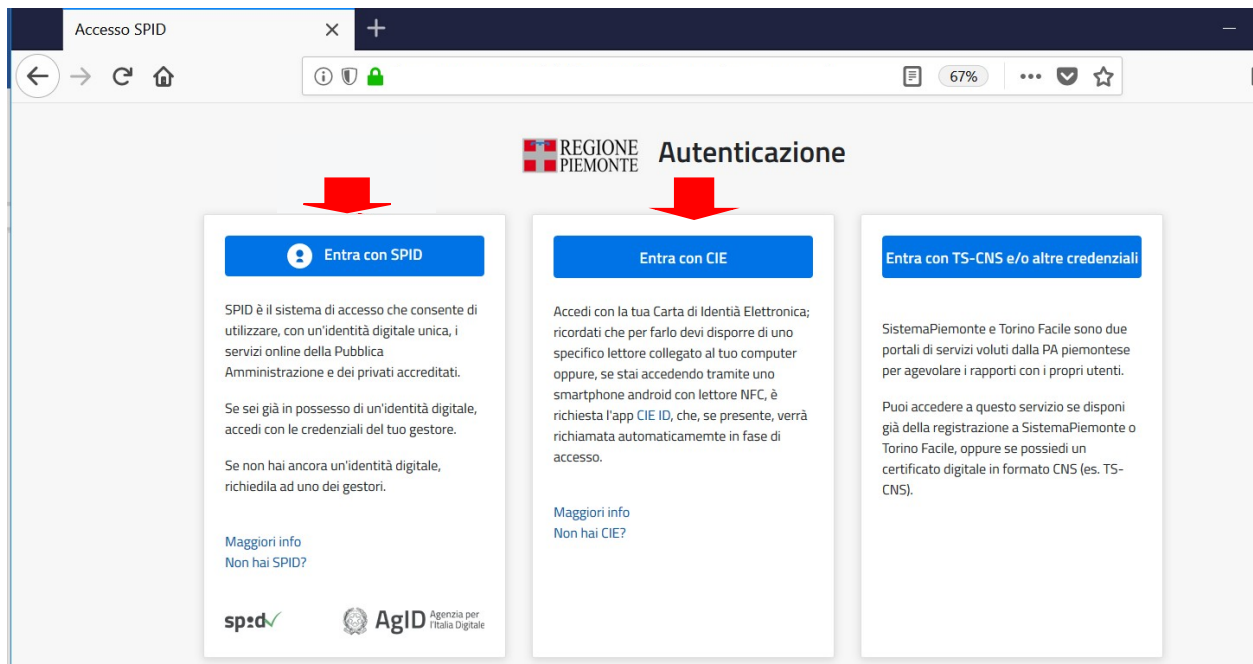 Accesso SPID
67%
REGIONE
PIEMONTE
Autenticazione
Entra con SPID
SPID è il sistema di accesso che consente di
utilizzare, con un'identità digitale unica, i
servizi online della Pubblica
Amministrazione e dei privati accreditati.
Se sei già in possesso di un'identità digitale,
accedi con le credenziali del tuo gestore.
Se non hai ancora un'identità digitale,
richiedila ad uno dei gestori.
Maggiori info
Non hai SPID?
spid
AgID Agenzia per
l'Italia Digitale
Entra con CIE
Accedi con la tua Carta di Identià Elettronica;
ricordati che per farlo devi disporre di uno
specifico lettore collegato al tuo computer
oppure, se stai accedendo tramite uno
smartphone android con lettore NFC, è
richiesta l'app CIE ID, che, se presente, verrà
richiamata automaticamemte in fase di
accesso.
Maggiori info
Non hai CIE?
Entra con TS-CNS e/o altre credenziali
SistemaPiemonte e Torino Facile sono due
portali di servizi voluti dalla PA piemontese
per agevolare i rapporti con i propri utenti.
Puoi accedere a questo servizio se disponi
già della registrazione a SistemaPiemonte o
Torino Facile, oppure se possiedi un
certificato digitale in formato CNS (es. TS-
CNS).